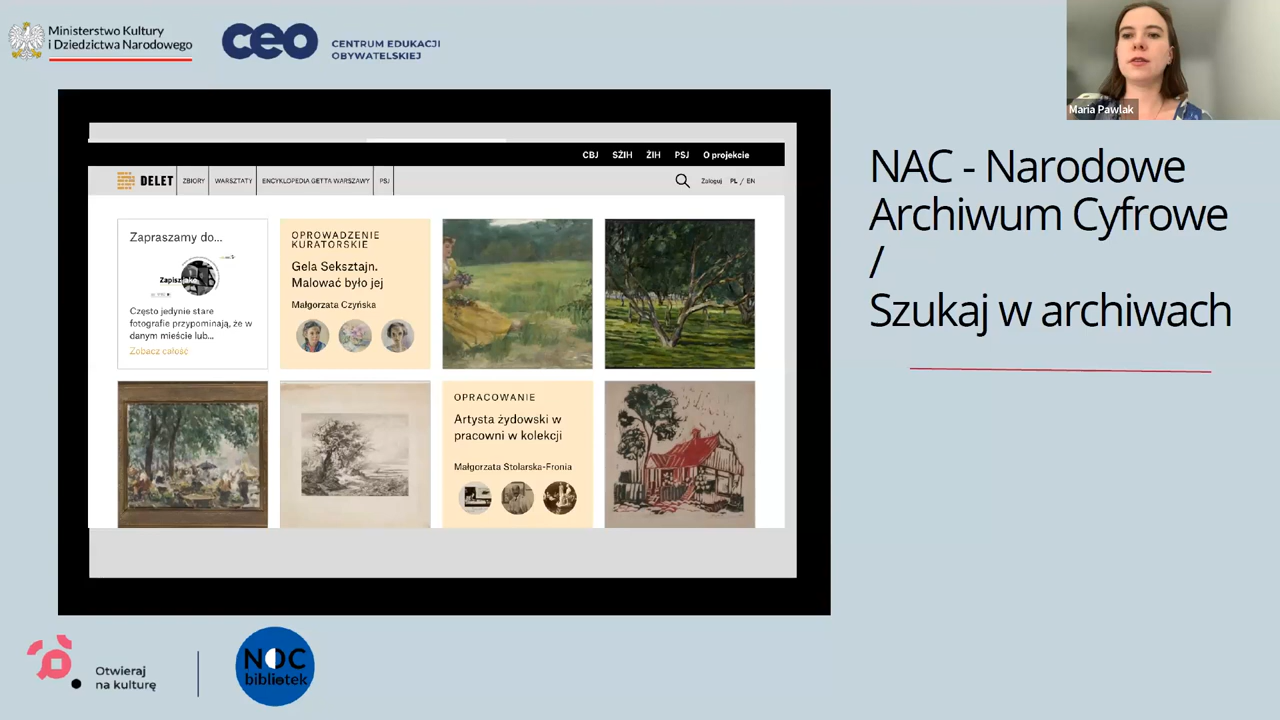 Ministerstwo Kultury
i Dziedzictwa Narodowego
ceo
CENTRUM EDUKACJI
OBYWATELSKIEJ
Maria Pawlak
CBJ SŻIH ŻIH PSJ O projekcie
DELET ZBIORY WARSZTATY ENCYKLOPEDIA GETTA WARSZAWY PSJ Zaloguj PL / EN
Zapraszamy do...
Często jedynie stare
fotografie przypominają, że w
danym mieście lub...
Zobacz całość
OPROWADZENIE
KURATORSKIE
Gela Seksztajn.
Malować było jej
Małgorzata Czyńska
OPRACOWANIE
Artysta żydowski w
pracowni w kolekcji
Małgorzata Stolarska-Fronia
NAC - Narodowe
Archiwum Cyfrowe
/
Szukaj w archiwach
Otwieraj
na kulturę
NOC
bibliotek